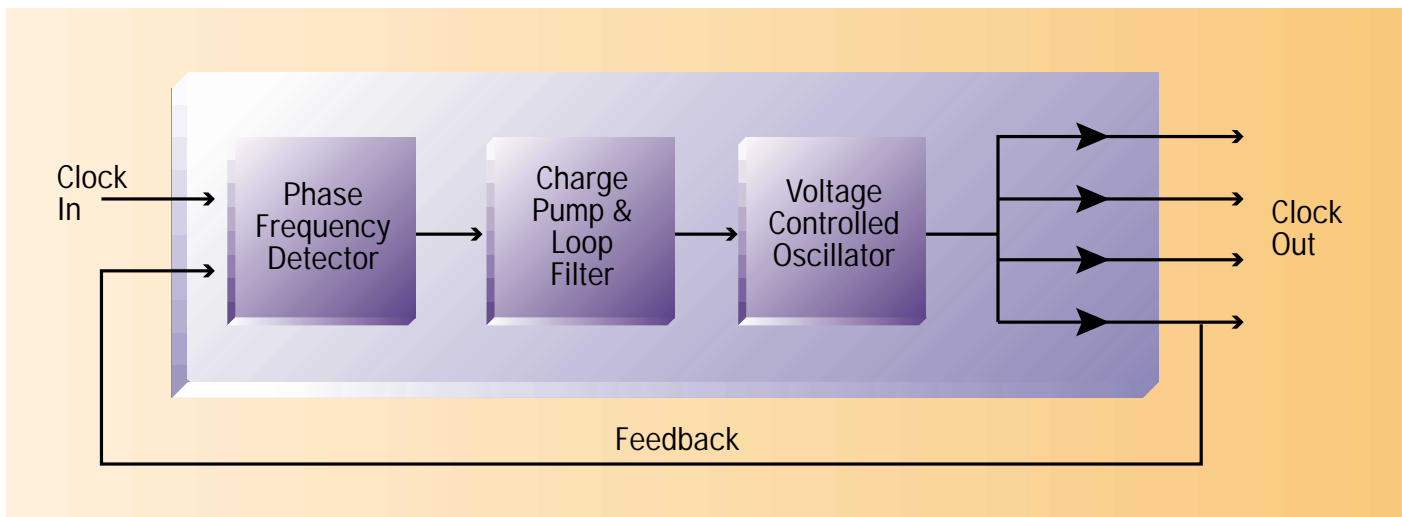 Clock
In
Phase
Frequency
Detector
Charge
Pump &
Loop
Filter
Voltage
Controlled
Oscillator
Clock
Out
Feedback